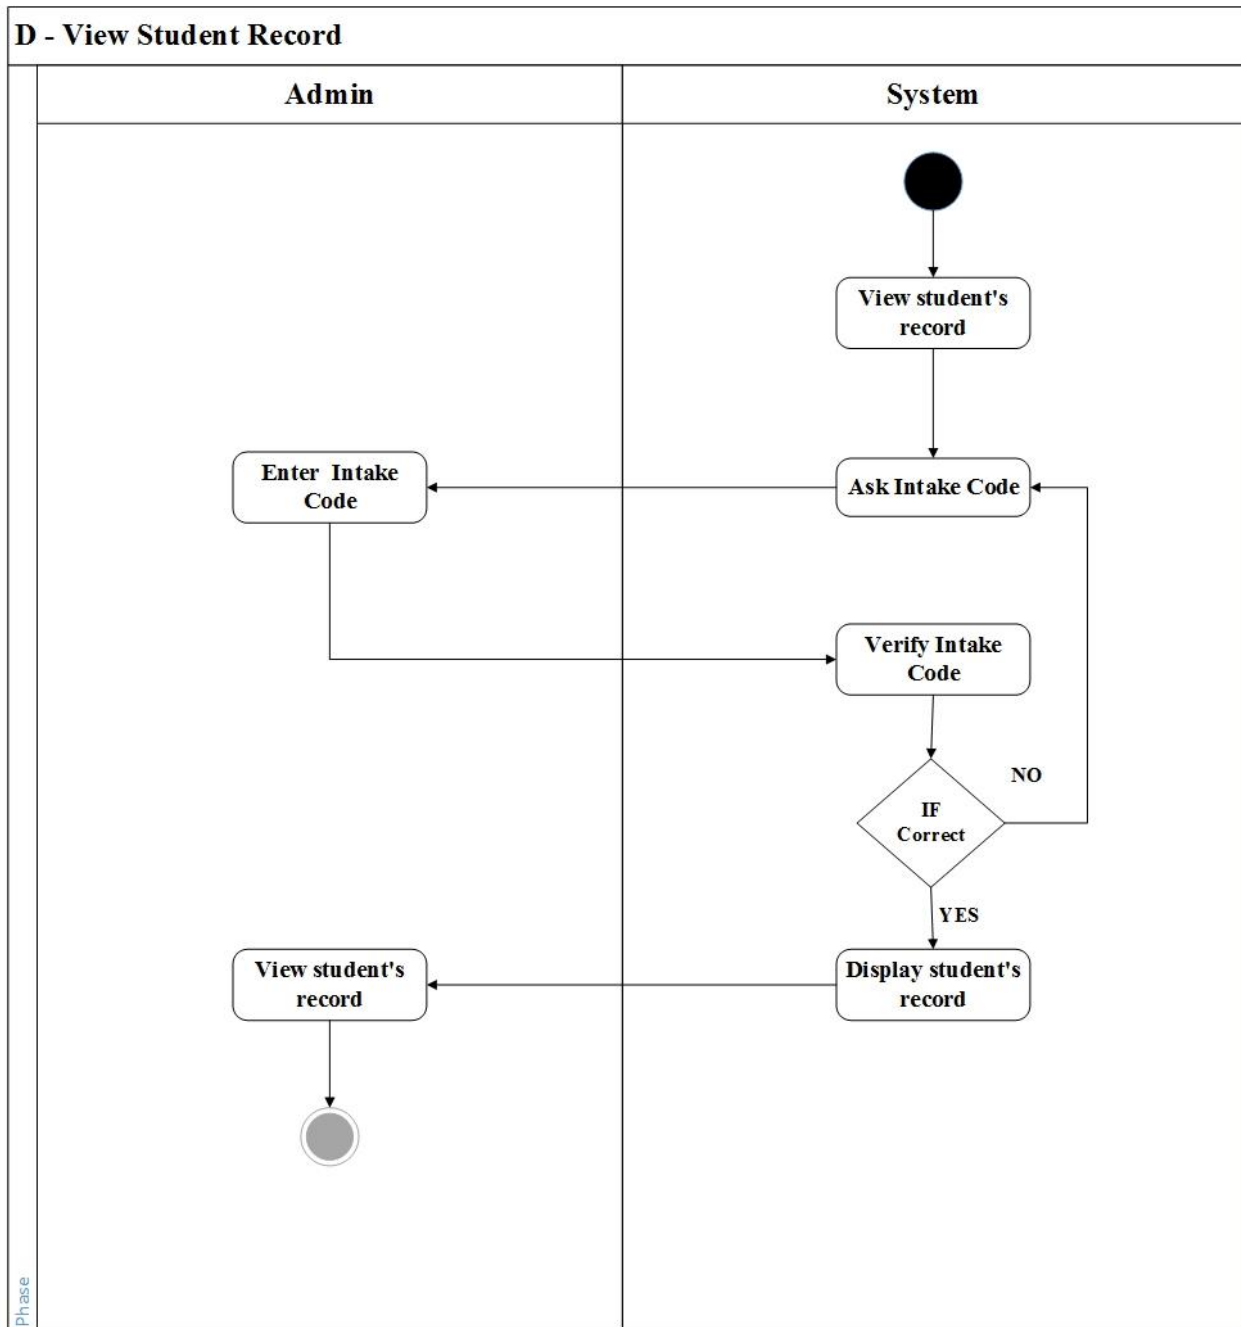 D - View Student Record
Admin
System
View student's
record
Enter Intake
Code
Ask Intake Code
Verify Intake
Code
NO
IF
Correct
YES
View student's
record
Display student's
record
Phase